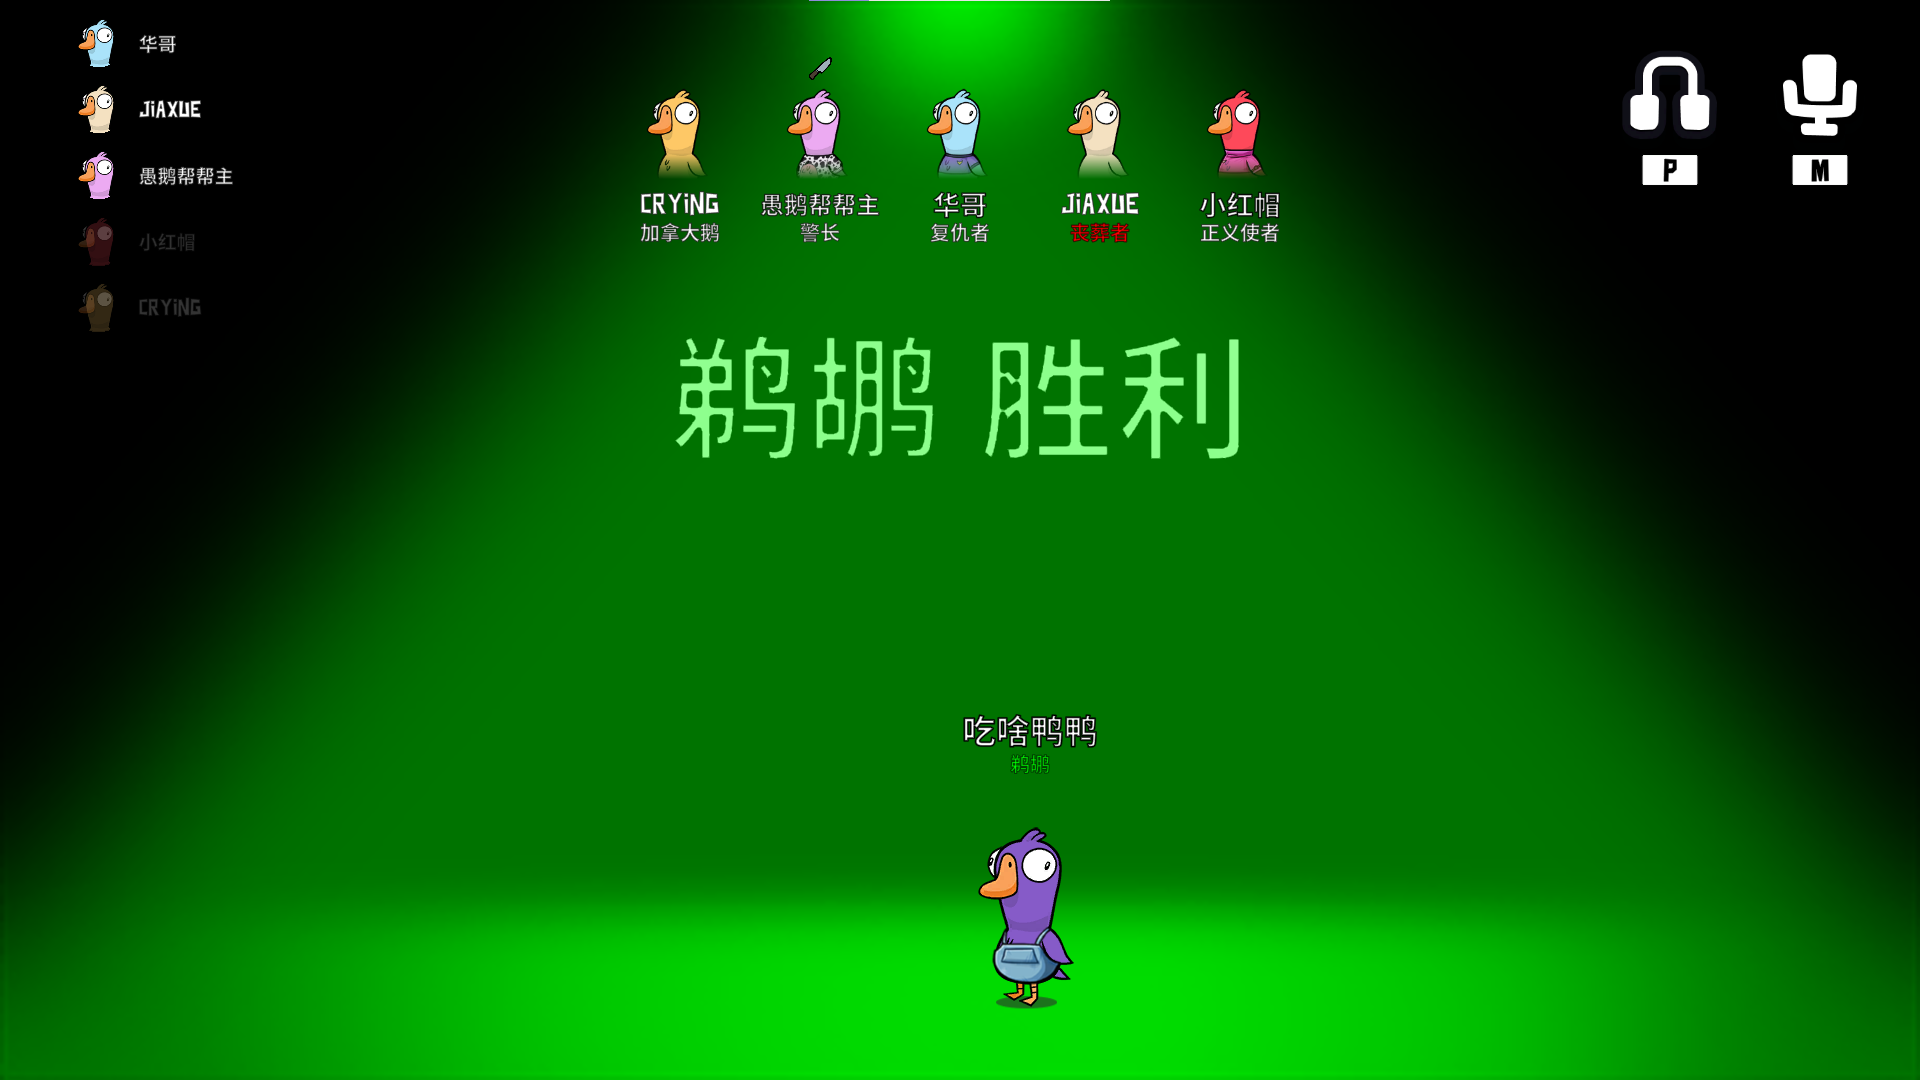 华哥
JiAXUE
愚鹅帮帮主
小红帽
CRYiNG
CRYiNG
加拿大鹅
愚鹅帮帮主
警长
华哥
复仇者
JiAXUE
丧葬者
小红帽
正义使者
P
M
鹈鹕 胜利
吃啥鸭鸭
鹈鹕